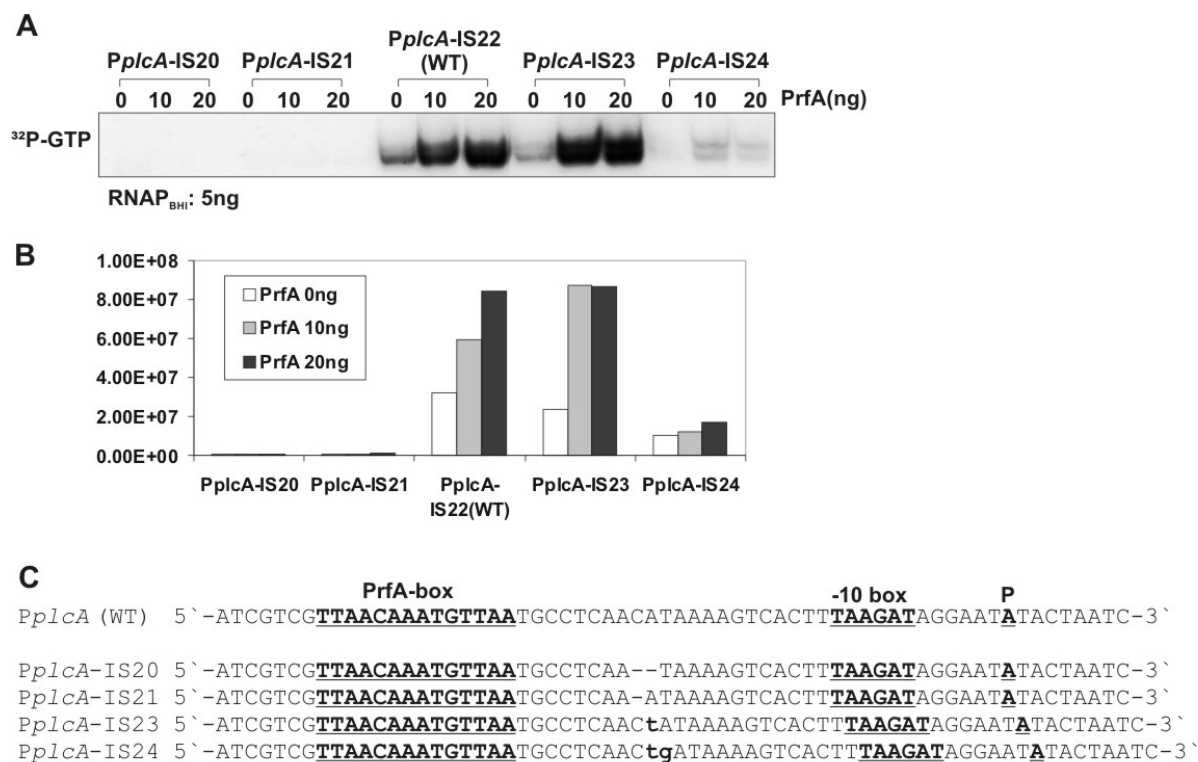 A
PplcA-IS20 PplcA-IS21 PplcA-IS22 (WT) PplcA-IS23 PplcA-IS24
0 10 20 0 10 20 0 10 20 0 10 20 0 10 20 PrfA(ng)
³²P-GTP
RNAP_BHI: 5ng
B
1.00E+08
8.00E+07
6.00E+07
4.00E+07
2.00E+07
0.00E+00
PrfA 0ng
PrfA 10ng
PrfA 20ng
PplcA-IS20 PplcA-IS21 PplcA-IS22(WT) PplcA-IS23 PplcA-IS24
C
PrfA-box -10 box P
PplcA (WT) 5`-ATCGTCGTTAACAAATGTTAATGCCTCAACATAAAAGTCACTTTAAGATAGGAATATACTAATC-3`
PplcA-IS20 5`-ATCGTCGTTAACAAATGTTAATGCCTCAA--TAAAAGTCACTTTAAGATAGGAATATACTAATC-3`
PplcA-IS21 5`-ATCGTCGTTAACAAATGTTAATGCCTCAA-ATAAAAGTCACTTTAAGATAGGAATATACTAATC-3`
PplcA-IS23 5`-ATCGTCGTTAACAAATGTTAATGCCTCAACtATAAAAGTCACTTTAAGATAGGAATATACTAATC-3`
PplcA-IS24 5`-ATCGTCGTTAACAAATGTTAATGCCTCAACtgATAAAAGTCACTTTAAGATAGGAATATACTAATC-3`